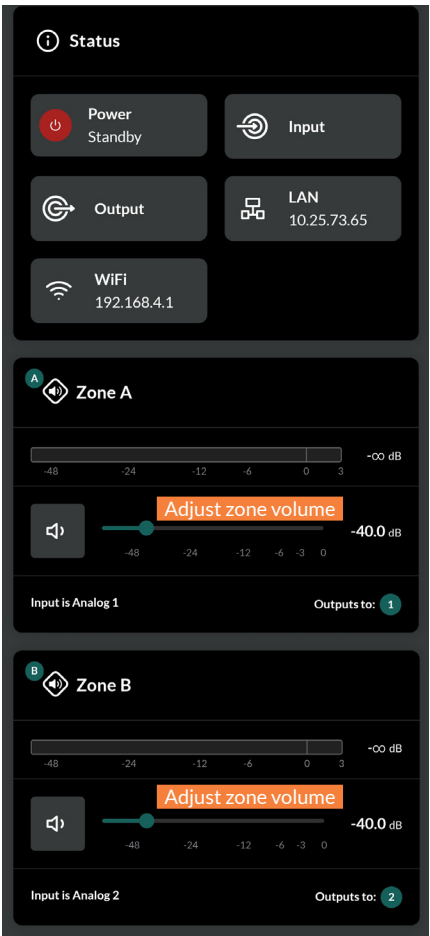 Status
Power
Standby
Input
Output
LAN
10.25.73.65
WiFi
192.168.4.1
A
Zone A
-∞ dB
-48 -24 -12 -6 0 3
Adjust zone volume
-40.0 dB
-48 -24 -12 -6 -3 0
Input is Analog 1
Outputs to: 1
B
Zone B
-∞ dB
-48 -24 -12 -6 0 3
Adjust zone volume
-40.0 dB
-48 -24 -12 -6 -3 0
Input is Analog 2
Outputs to: 2